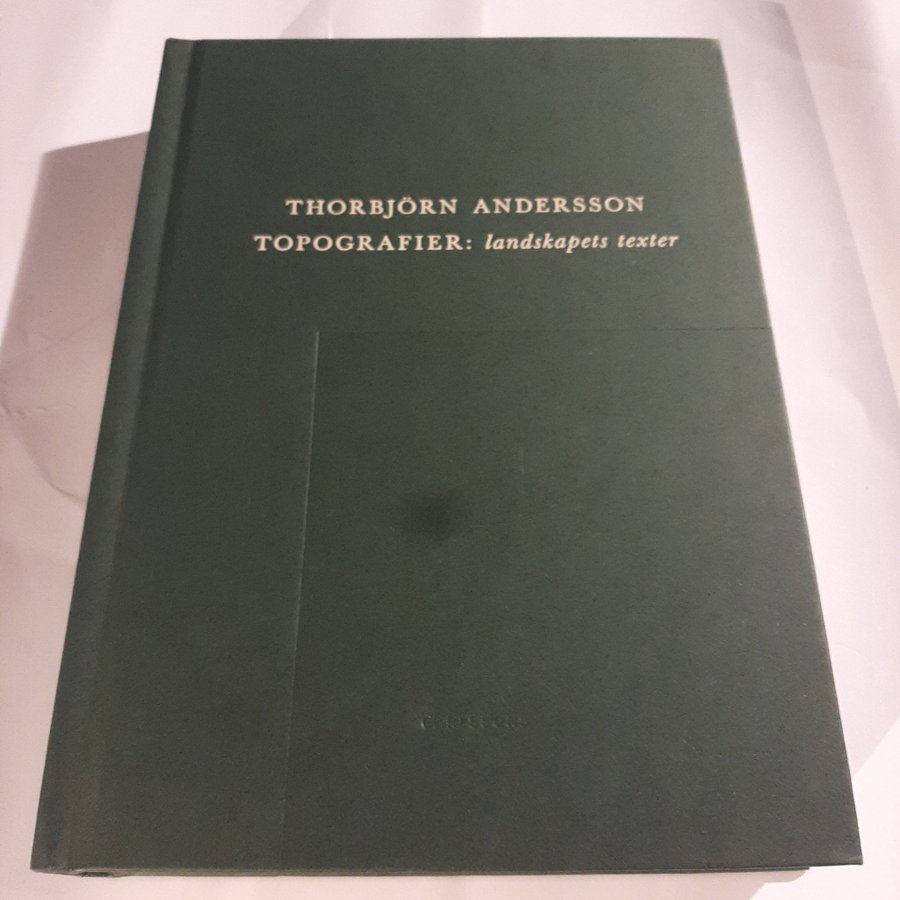 THORBJÖRN ANDERSSON
TOPOGRAFIER: landskapets texter